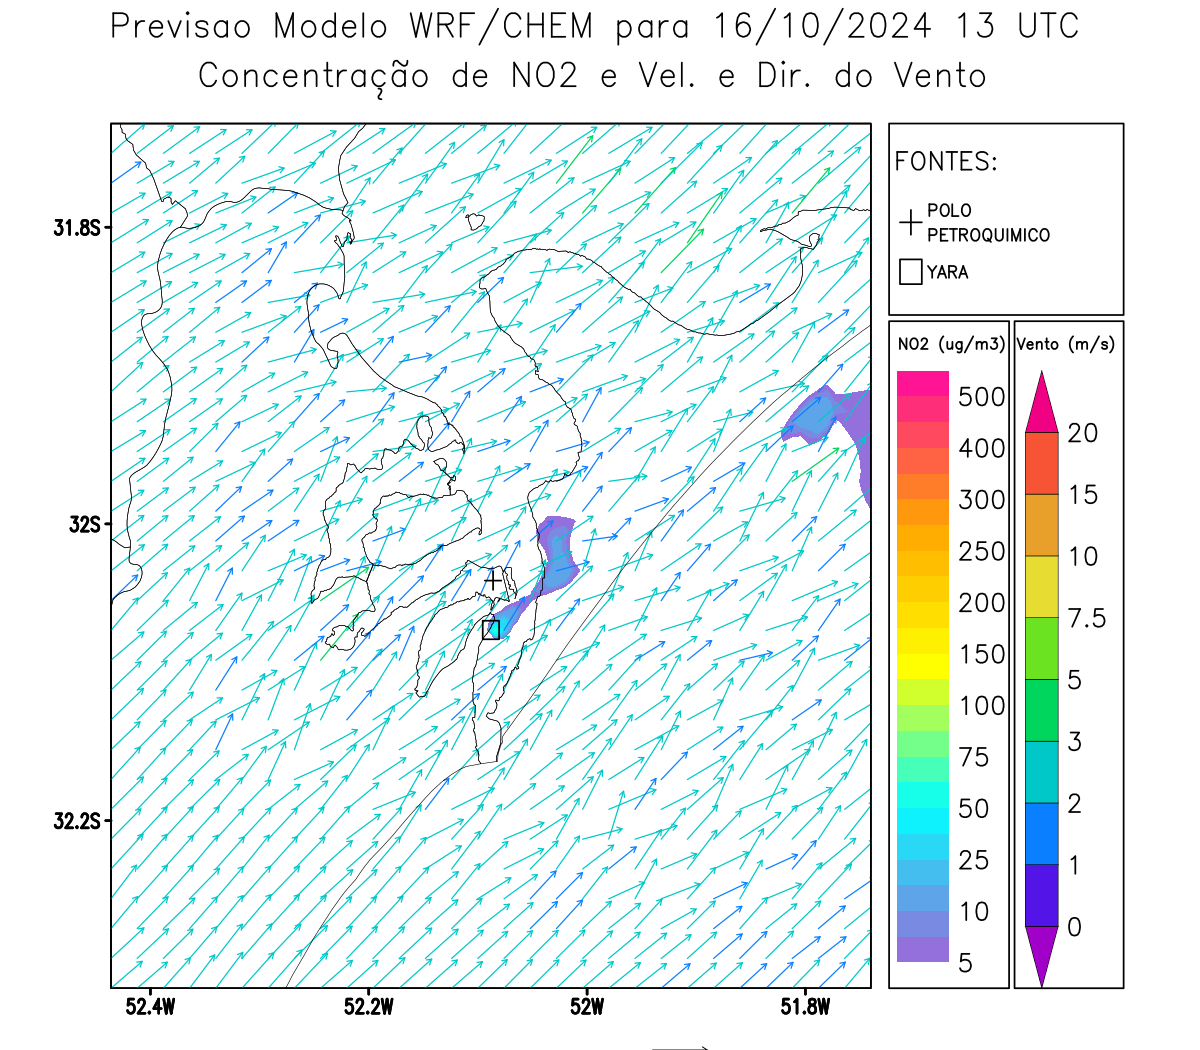 Previsao Modelo WRF/CHEM para 16/10/2024 13 UTC
Concentração de NO2 e Vel. e Dir. do Vento
FONTES:
POLO
PETROQUIMICO
YARA
NO2 (ug/m3)
500
400
300
250
200
150
100
75
50
25
10
5
Vento (m/s)
20
15
10
7.5
5
3
2
1
0
31.8S
32S
32.2S
52.4W
52.2W
52W
51.8W